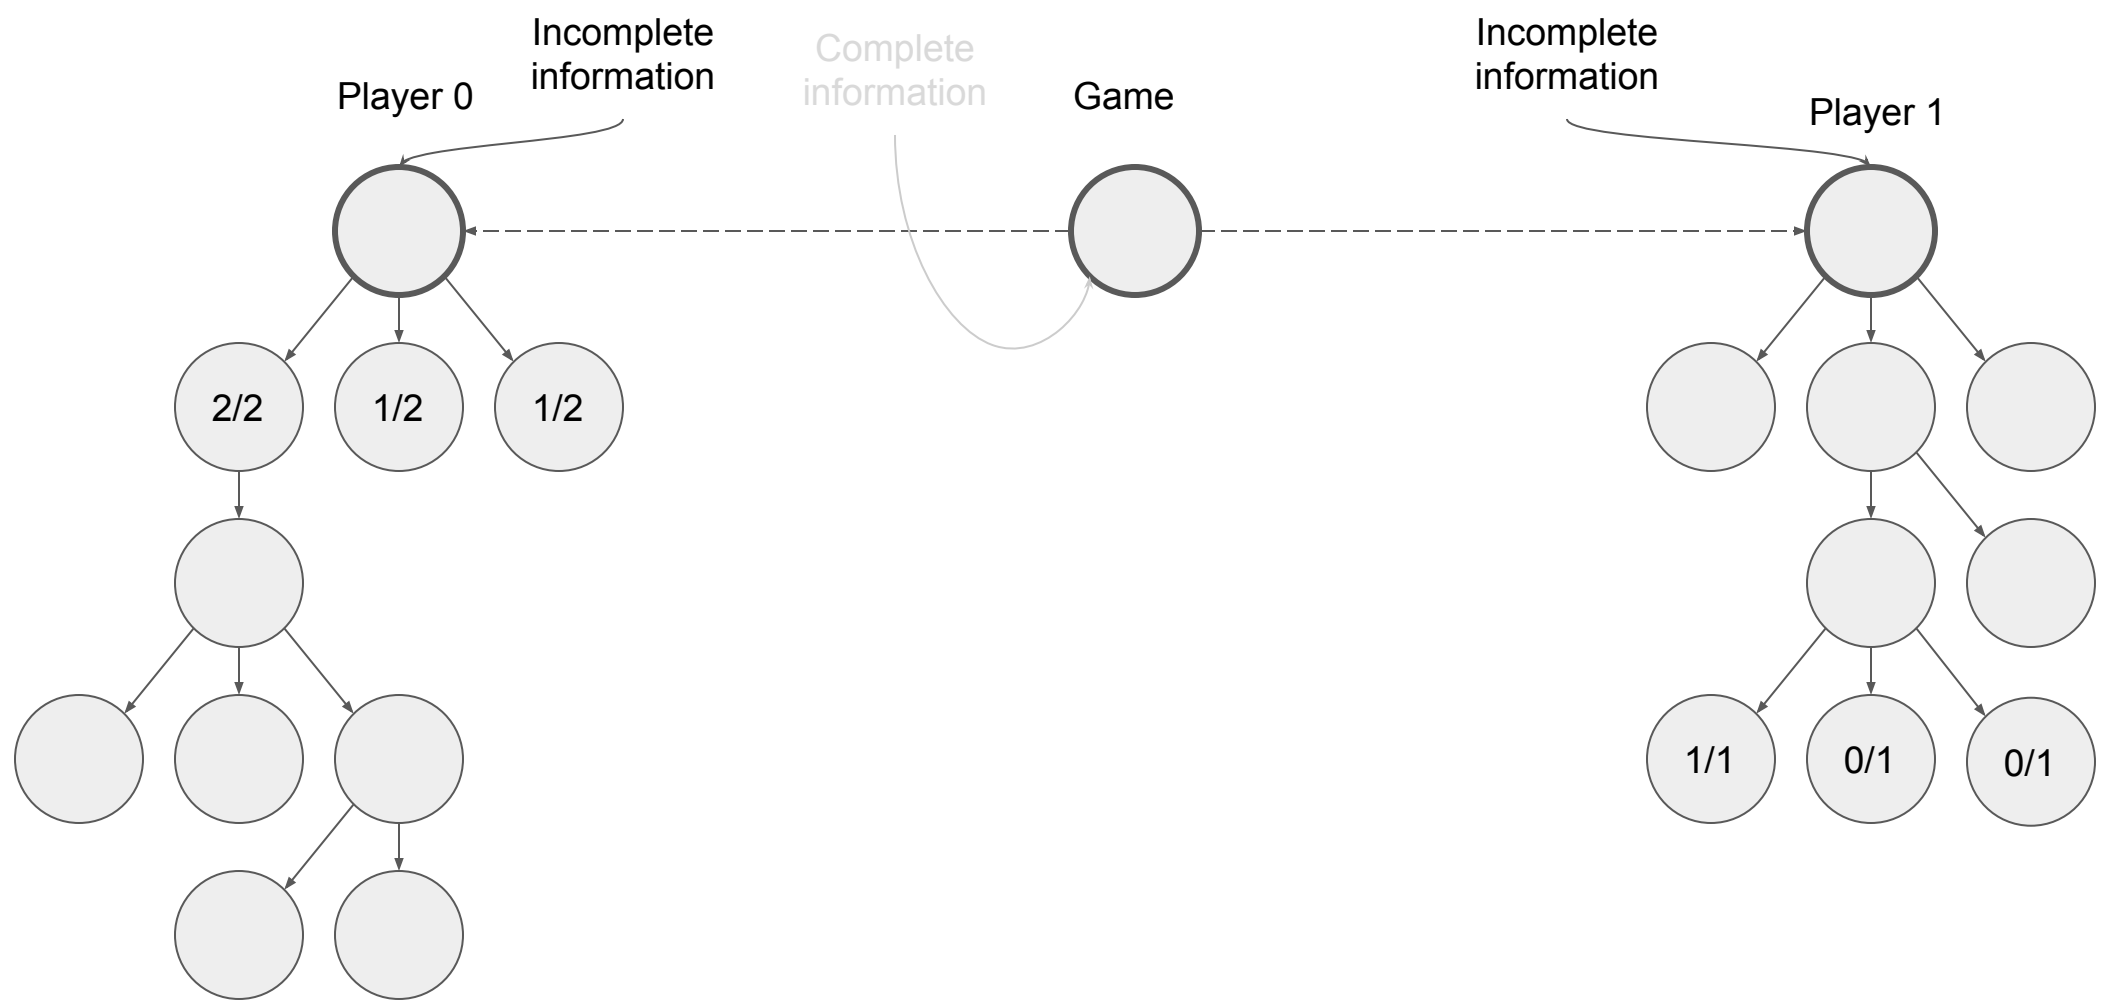 Incomplete
information
Complete
information
Incomplete
information
Player 0
Game
Player 1
2/2
1/2
1/2
1/1
0/1
0/1